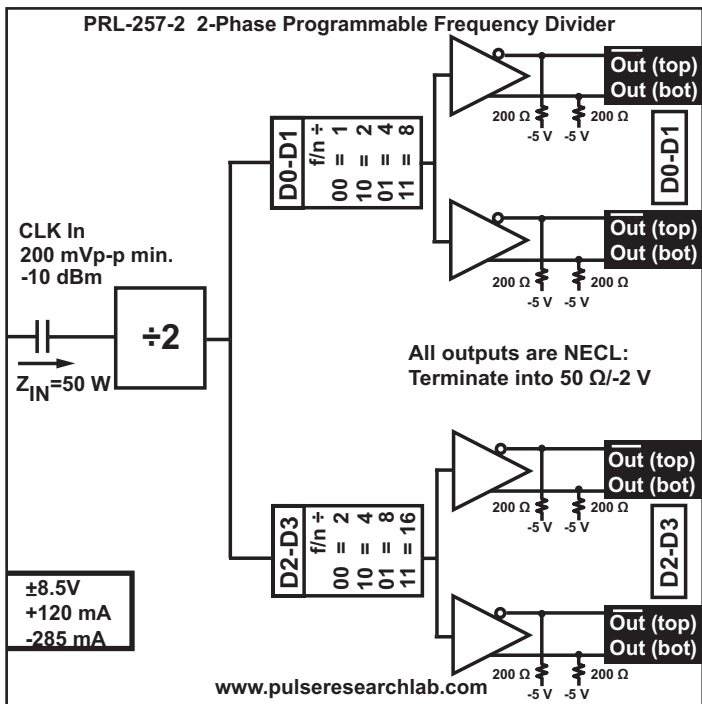 PRL-257-2 2-Phase Programmable Frequency Divider
Out (top)
Out (bot)
200 Ω
-5 V
-5 V
200 Ω
D0-D1
f/n ÷
00 = 1
10 = 2
01 = 4
11 = 8
D0-D1
Out (top)
Out (bot)
200 Ω
-5 V
-5 V
200 Ω
CLK In
200 mVp-p min.
-10 dBm
÷2
ZIN=50 W
All outputs are NECL:
Terminate into 50 Ω/-2 V
Out (top)
Out (bot)
200 Ω
-5 V
-5 V
200 Ω
D2-D3
f/n ÷
00 = 2
10 = 4
01 = 8
11 = 16
D2-D3
Out (top)
Out (bot)
200 Ω
-5 V
-5 V
200 Ω
±8.5V
+120 mA
-285 mA
www.pulseresearchlab.com